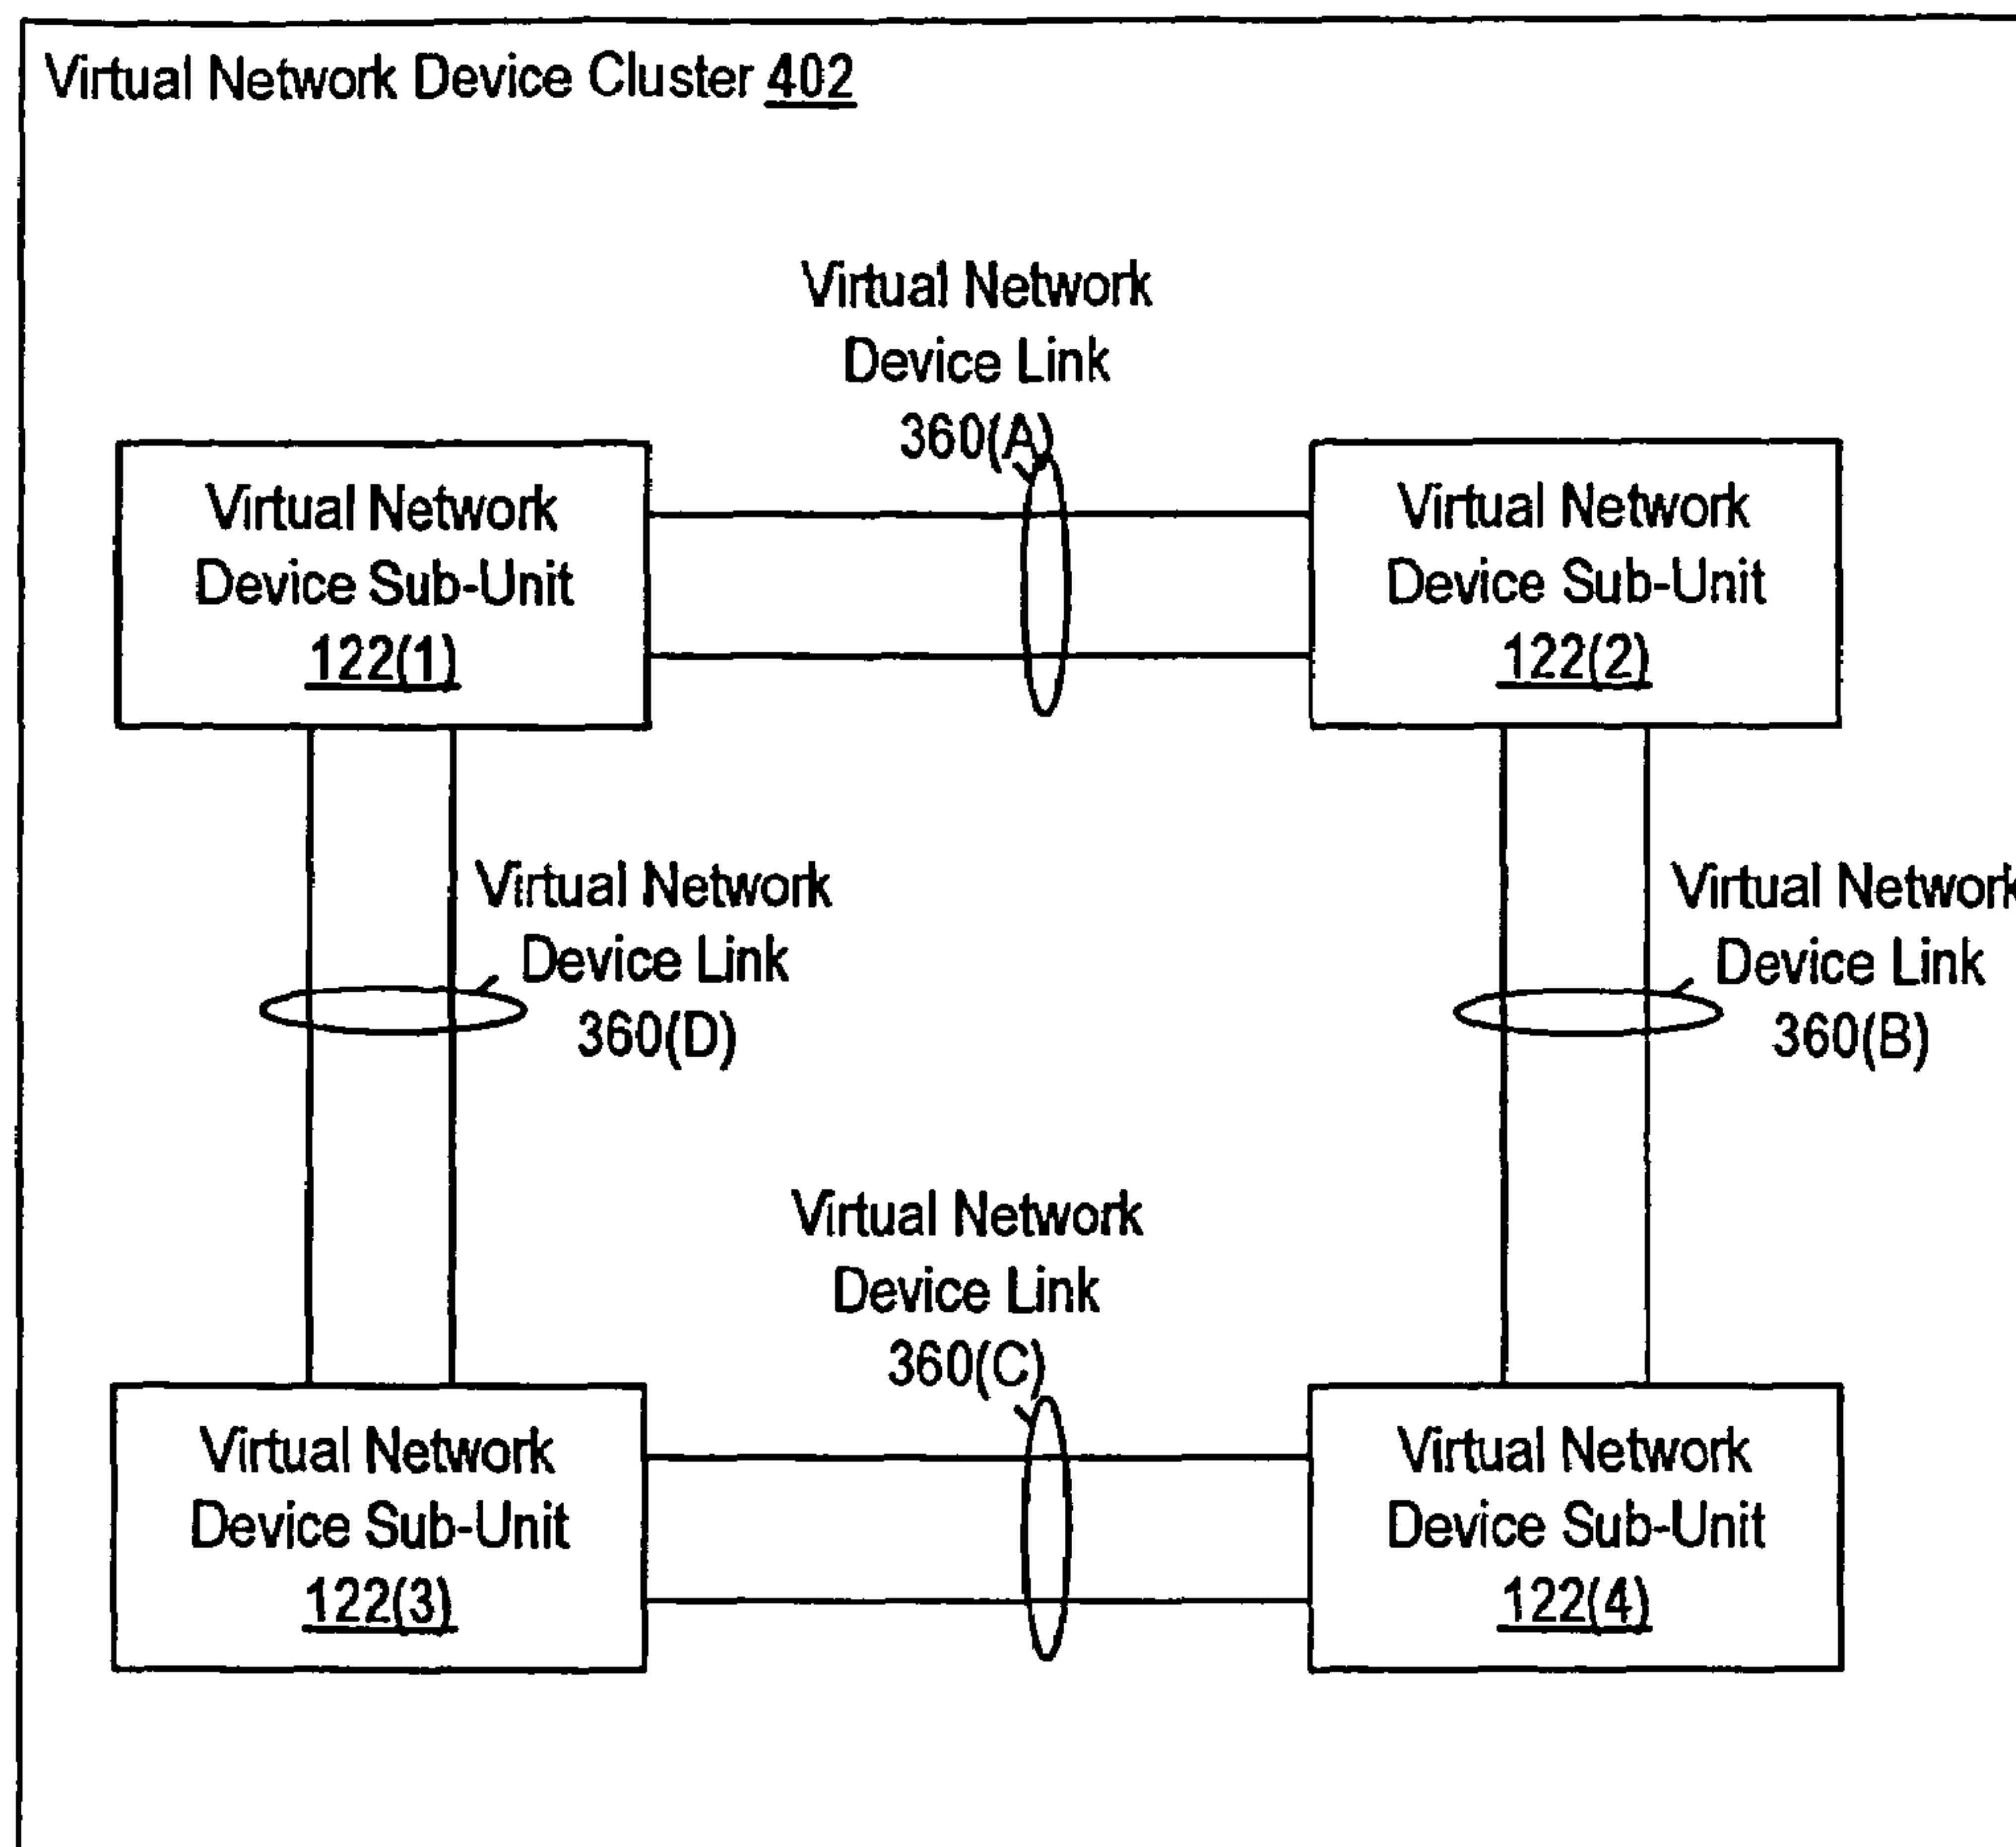 Virtual Network Device Cluster 402
Virtual Network
Device Link
360(A)
Virtual Network
Device Sub-Unit
122(1)
Virtual Network
Device Sub-Unit
122(2)
Virtual Network
Device Link
360(D)
Virtual Network
Device Link
360(B)
Virtual Network
Device Link
360(C)
Virtual Network
Device Sub-Unit
122(3)
Virtual Network
Device Sub-Unit
122(4)